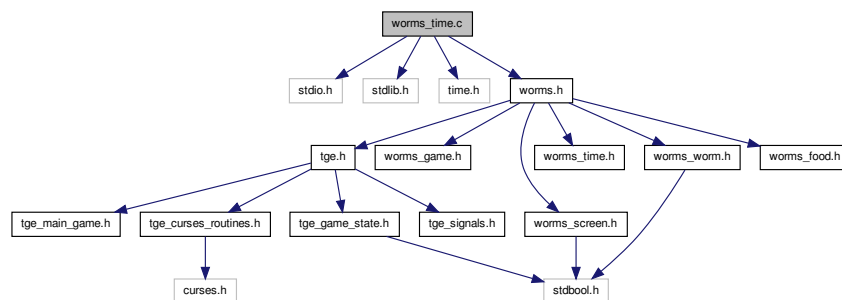 worms_time.c
stdio.h
stdlib.h
time.h
worms.h
tge.h
worms_game.h
worms_time.h
worms_worm.h
worms_food.h
tge_main_game.h
tge_curses_routines.h
tge_game_state.h
tge_signals.h
worms_screen.h
curses.h
stdbool.h